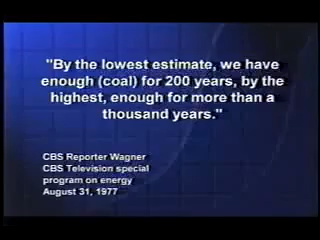 "By the lowest estimate, we have
enough (coal) for 200 years, by the
highest, enough for more than a
thousand years."
CBS Reporter Wagner
CBS Television special
program on energy
August 31, 1977